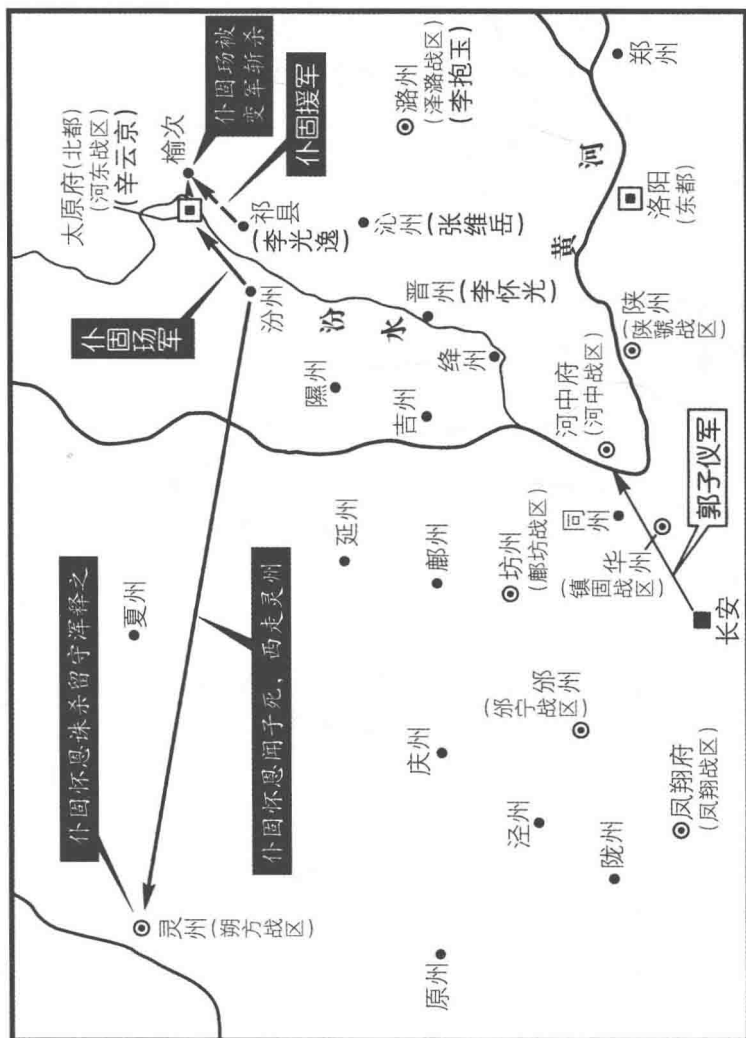 太原府(北都)
(河东战区)
(辛云京)
榆次
仆固玚被
变军斩杀
仆固援军
祁县
(李光逸)
仆固玚军
汾州
沁州(张维岳)
潞州
(泽潞战区)
(李抱玉)
晋州(李怀光)
汾水
隰州
吉州
绛州
黄河
郑州
洛阳
(东都)
陕州
(陕虢战区)
河中府
(河中战区)
郭子仪军
同州
华州
(镇固战区)
长安
延州
鄜州
坊州
(鄜坊战区)
夏州
仆固怀恩闻子死，西走灵州
仆固怀恩诛杀留守浑释之
灵州(朔方战区)
庆州
邠州
(邠宁战区)
泾州
陇州
凤翔府
(凤翔战区)
原州